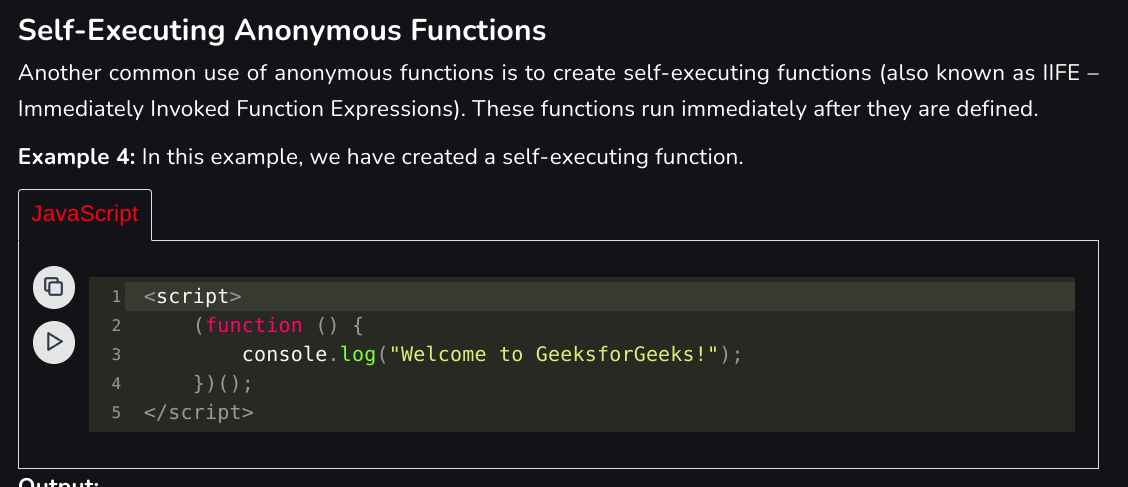 Self-Executing Anonymous Functions
Another common use of anonymous functions is to create self-executing functions (also known as IIFE –
Immediately Invoked Function Expressions). These functions run immediately after they are defined.
Example 4: In this example, we have created a self-executing function.
JavaScript
1 <script>
2     (function () {
3         console.log("Welcome to GeeksforGeeks!");
4     })();
5 </script>
Output: